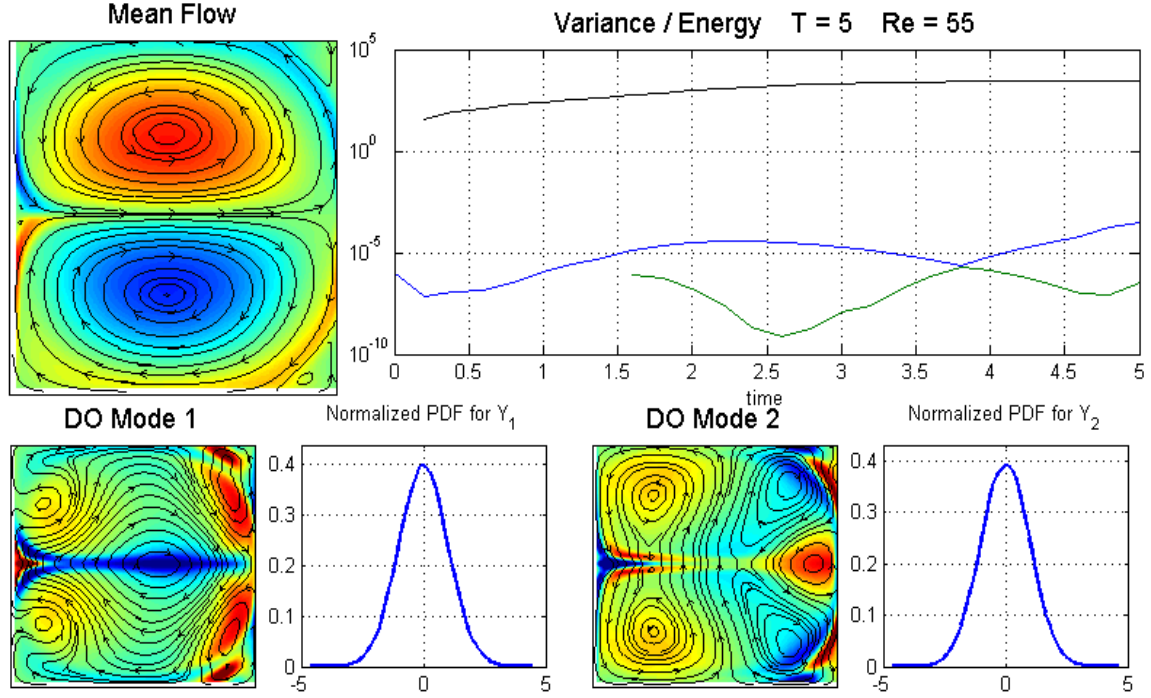 Mean Flow
Variance / Energy T = 5 Re = 55
10^5
10^0
10^-5
10^-10
0 0.5 1 1.5 2 2.5 3 3.5 4 4.5 5
time
DO Mode 1
Normalized PDF for Y_1
DO Mode 2
Normalized PDF for Y_2
0.4
0.3
0.2
0.1
0
-5 0 5
0.4
0.3
0.2
0.1
0
-5 0 5